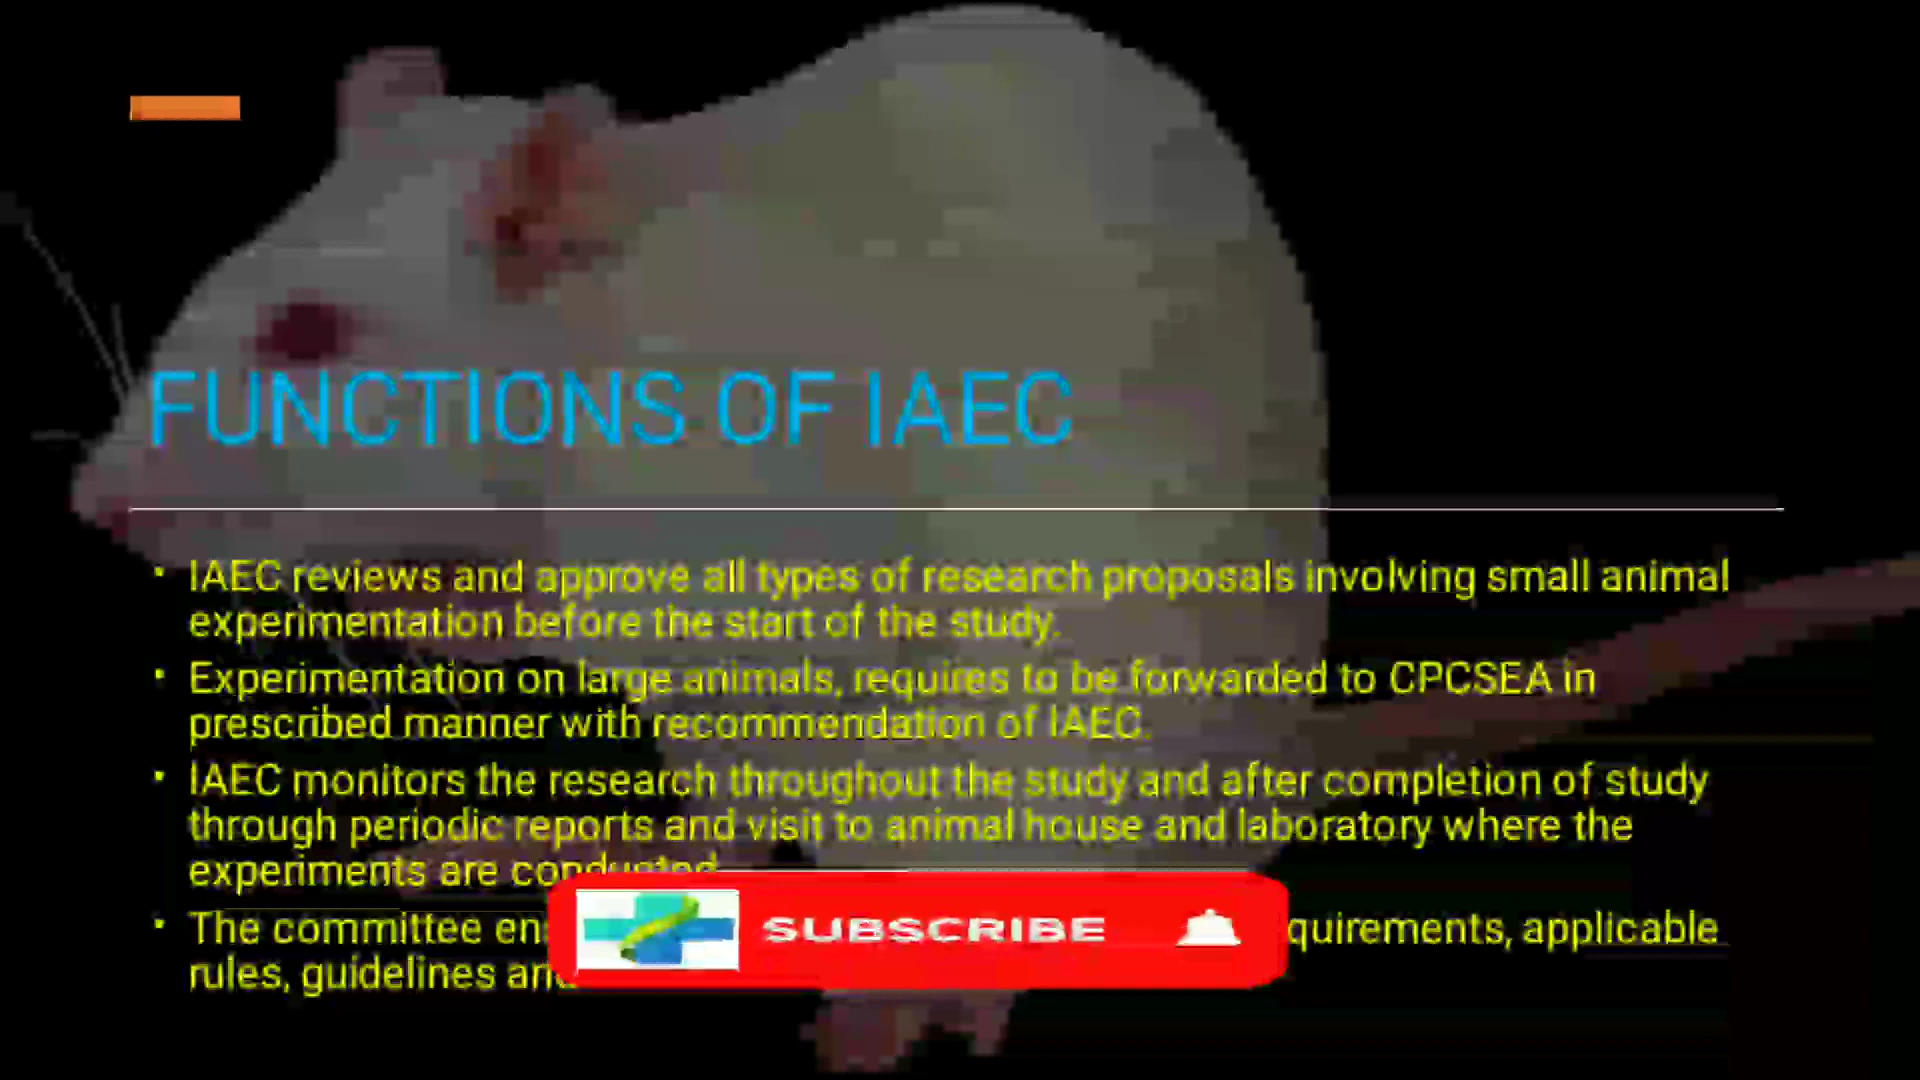 FUNCTIONS OF IAEC
• IAEC reviews and approve all types of research proposals involving small animal
experimentation before the start of the study.
• Experimentation on large animals, requires to be forwarded to CPCSEA in
prescribed manner with recommendation of IAEC.
• IAEC monitors the research throughout the study and after completion of study
through periodic reports and visit to animal house and laboratory where the
experiments are conducted
• The committee applicable
rules, guidelines
SUBSCRIBE